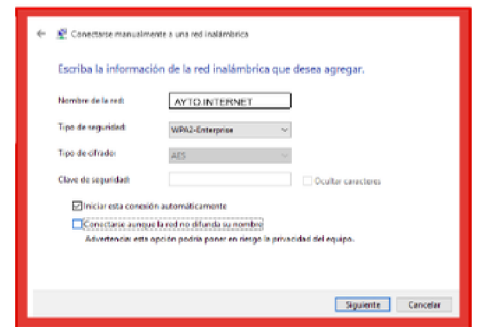 Conectarse manualmente a una red inalámbrica
Escriba la información de la red inalámbrica que desea agregar.
Nombre de la red: AYTO.INTERNET
Tipo de seguridad: WPA2-Enterprise
Tipo de cifrado: AES
Clave de seguridad: Ocultar caracteres
Iniciar esta conexión automáticamente
Conectarse aunque la red no difunda su nombre
Advertencia: esta opción podría poner en riesgo la privacidad del equipo.
Siguiente Cancelar